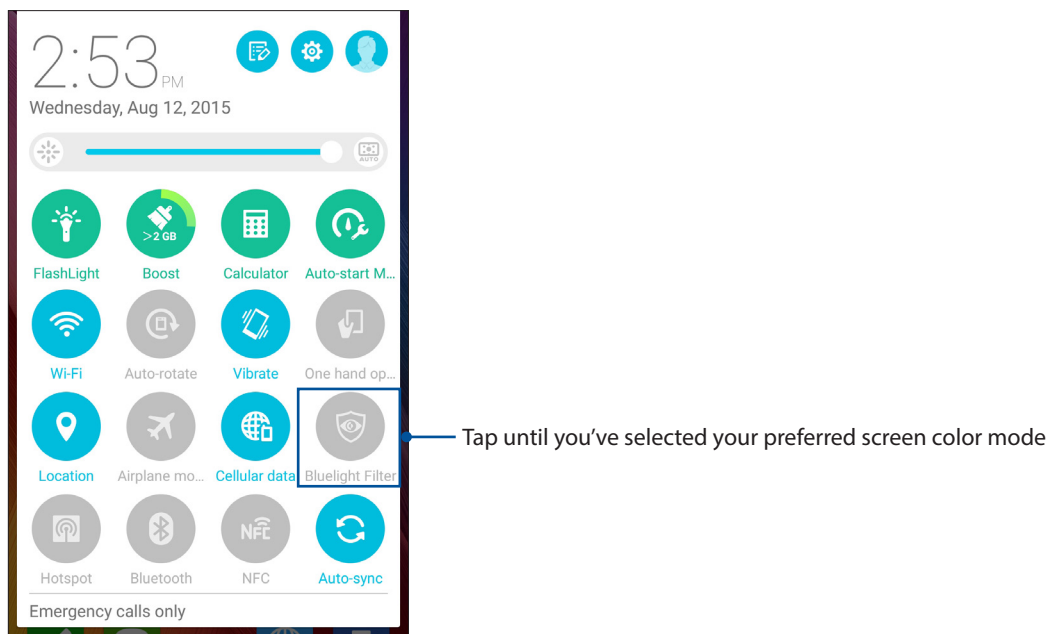 2:53 PM
Wednesday, Aug 12, 2015
AUTO
>2 GB
FlashLight Boost Calculator Auto-start M...
Wi-Fi Auto-rotate Vibrate One hand op...
NFC
Location Airplane mo... Cellular data Bluelight Filter
Tap until you’ve selected your preferred screen color mode
Hotspot Bluetooth NFC Auto-sync
Emergency calls only